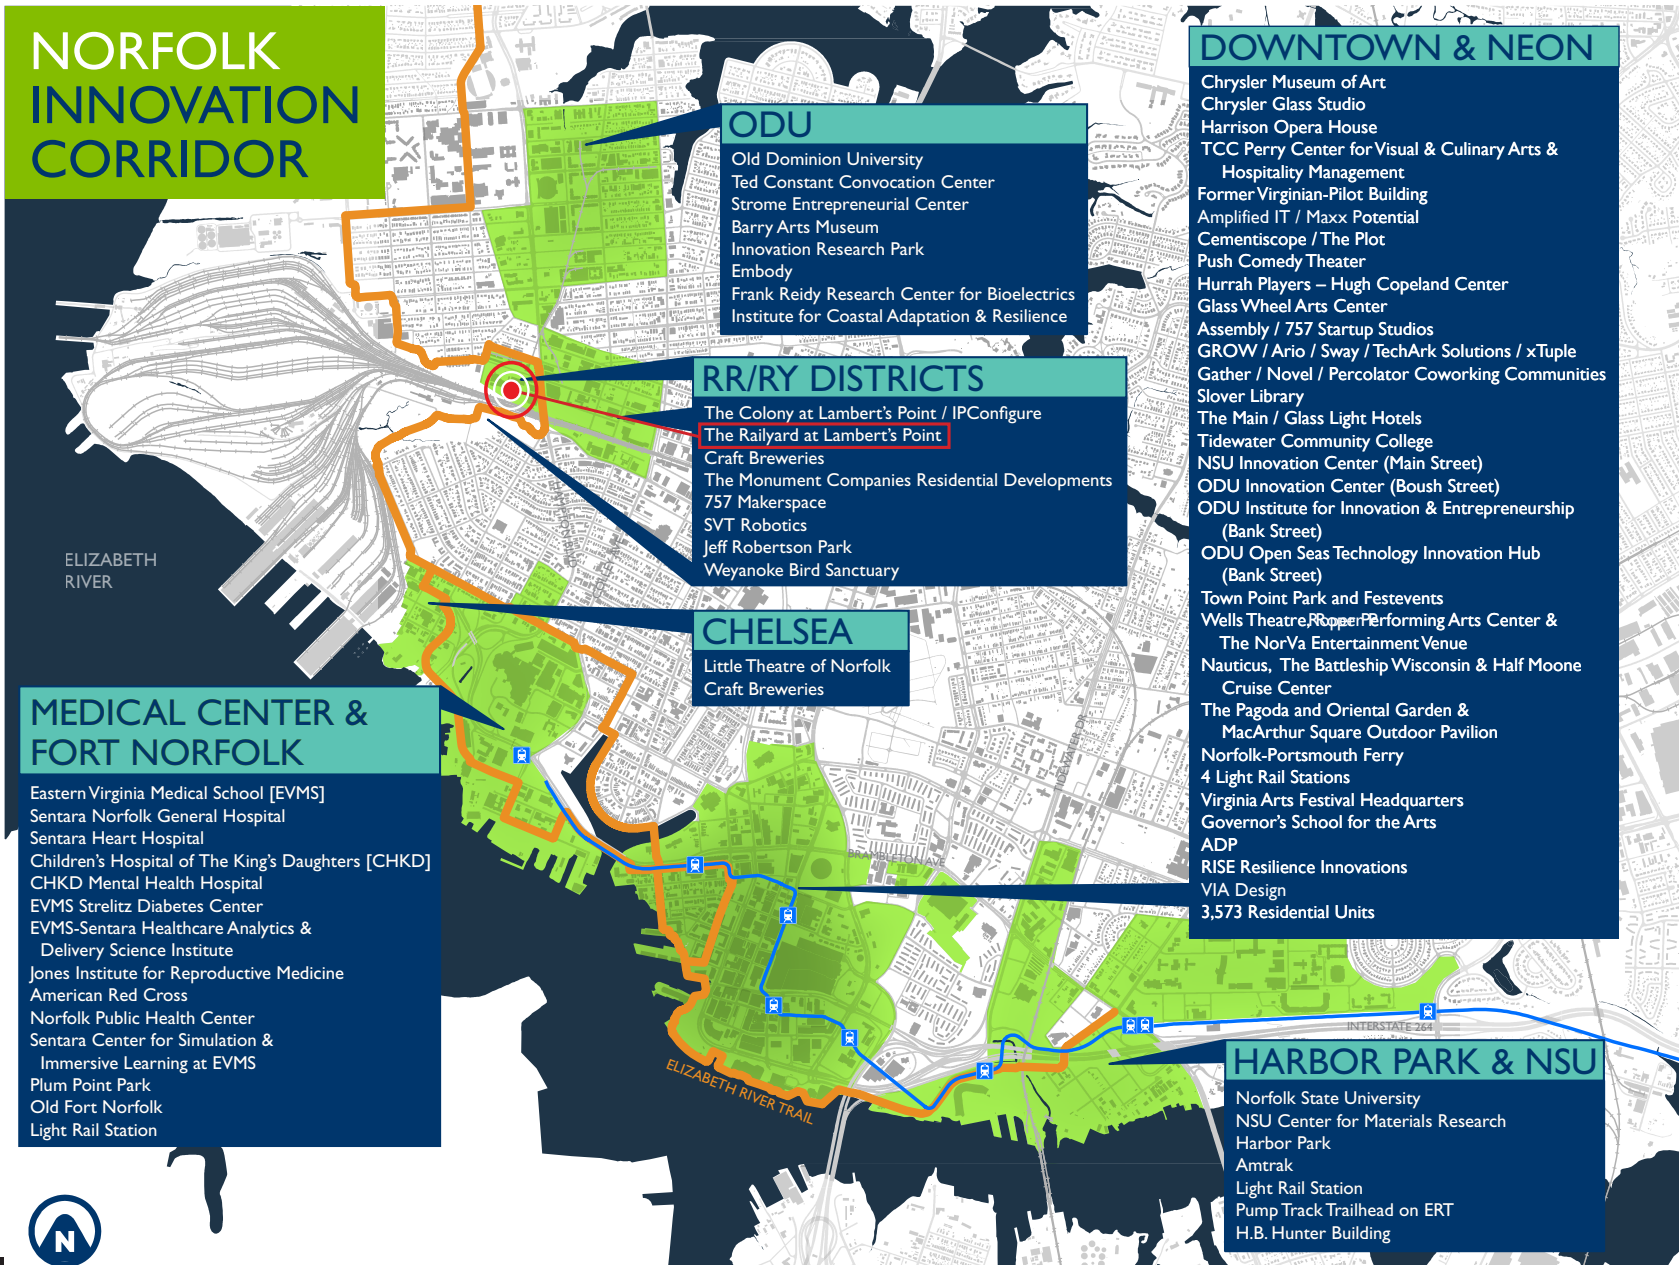 NORFOLK
INNOVATION
CORRIDOR
ODU
Old Dominion University
Ted Constant Convocation Center
Strome Entrepreneurial Center
Barry Arts Museum
Innovation Research Park
Embody
Frank Reidy Research Center for Bioelectrics
Institute for Coastal Adaptation & Resilience
RR/RY DISTRICTS
The Colony at Lambert's Point / IPConfigure
The Railyard at Lambert's Point
Craft Breweries
The Monument Companies Residential Developments
757 Makerspace
SVT Robotics
Jeff Robertson Park
Weyanoke Bird Sanctuary
CHELSEA
Little Theatre of Norfolk
Craft Breweries
DOWNTOWN & NEON
Chrysler Museum of Art
Chrysler Glass Studio
Harrison Opera House
TCC Perry Center for Visual & Culinary Arts &
Hospitality Management
Former Virginian-Pilot Building
Amplified IT / Maxx Potential
Cementiscope / The Plot
Push Comedy Theater
Hurrah Players – Hugh Copeland Center
Glass Wheel Arts Center
Assembly / 757 Startup Studios
GROW / Ario / Sway / TechArk Solutions / xTuple
Gather / Novel / Percolator Coworking Communities
Slover Library
The Main / Glass Light Hotels
Tidewater Community College
NSU Innovation Center (Main Street)
ODU Innovation Center (Boush Street)
ODU Institute for Innovation & Entrepreneurship
(Bank Street)
ODU Open Seas Technology Innovation Hub
(Bank Street)
Town Point Park and Festevents
Wells Theatre, Roper Performing Arts Center &
The NorVa Entertainment Venue
Nauticus, The Battleship Wisconsin & Half Moone
Cruise Center
The Pagoda and Oriental Garden &
MacArthur Square Outdoor Pavilion
Norfolk-Portsmouth Ferry
4 Light Rail Stations
Virginia Arts Festival Headquarters
Governor's School for the Arts
ADP
RISE Resilience Innovations
VIA Design
3,573 Residential Units
ELIZABETH
RIVER
MEDICAL CENTER &
FORT NORFOLK
Eastern Virginia Medical School [EVMS]
Sentara Norfolk General Hospital
Sentara Heart Hospital
Children's Hospital of The King's Daughters [CHKD]
CHKD Mental Health Hospital
EVMS Strelitz Diabetes Center
EVMS-Sentara Healthcare Analytics &
Delivery Science Institute
Jones Institute for Reproductive Medicine
American Red Cross
Norfolk Public Health Center
Sentara Center for Simulation &
Immersive Learning at EVMS
Plum Point Park
Old Fort Norfolk
Light Rail Station
TIDEWATER DR
BRAMBLETON AVE
INTERSTATE 264
ELIZABETH RIVER TRAIL
HARBOR PARK & NSU
Norfolk State University
NSU Center for Materials Research
Harbor Park
Amtrak
Light Rail Station
Pump Track Trailhead on ERT
H.B. Hunter Building
N